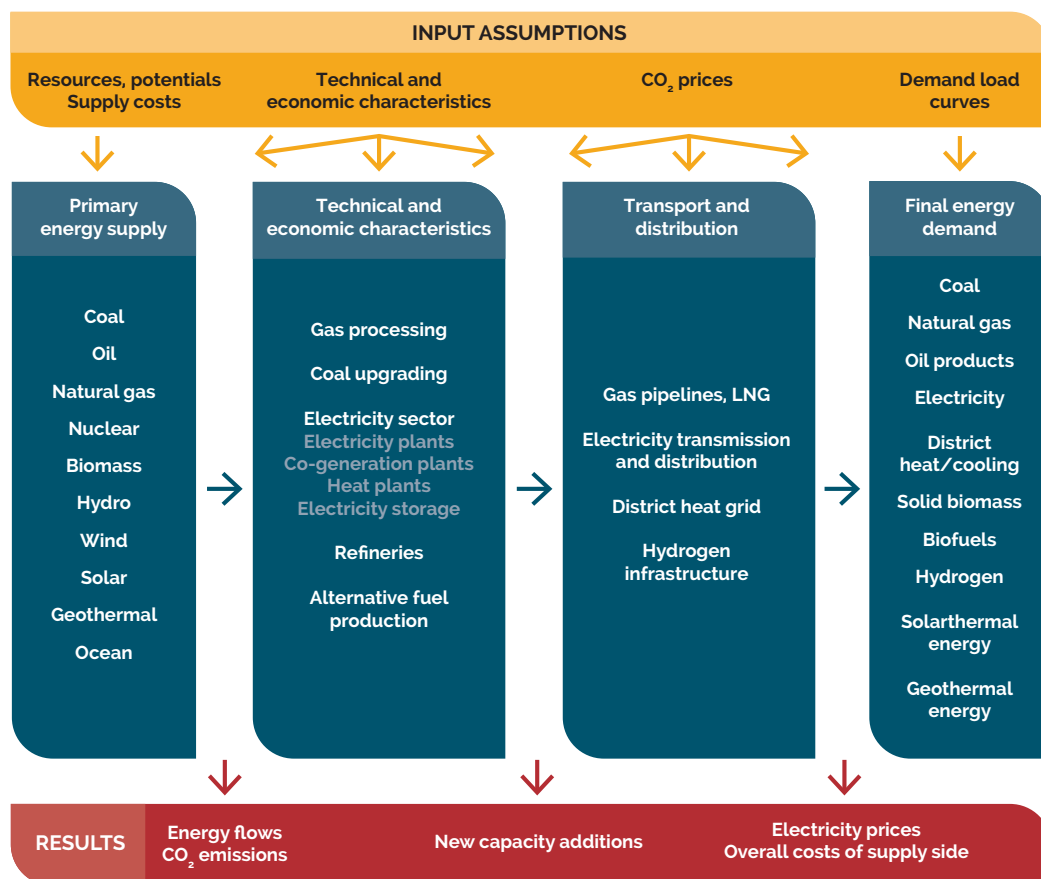 INPUT ASSUMPTIONS
Resources, potentials
Supply costs
Technical and
economic characteristics
CO₂ prices
Demand load
curves
Primary
energy supply
Coal
Oil
Natural gas
Nuclear
Biomass
Hydro
Wind
Solar
Geothermal
Ocean
Technical and
economic characteristics
Gas processing
Coal upgrading
Electricity sector
Electricity plants
Co-generation plants
Heat plants
Electricity storage
Refineries
Alternative fuel
production
Transport and
distribution
Gas pipelines, LNG
Electricity transmission
and distribution
District heat grid
Hydrogen
infrastructure
Final energy
demand
Coal
Natural gas
Oil products
Electricity
District
heat/cooling
Solid biomass
Biofuels
Hydrogen
Solarthermal
energy
Geothermal
energy
RESULTS
Energy flows
CO₂ emissions
New capacity additions
Electricity prices
Overall costs of supply side